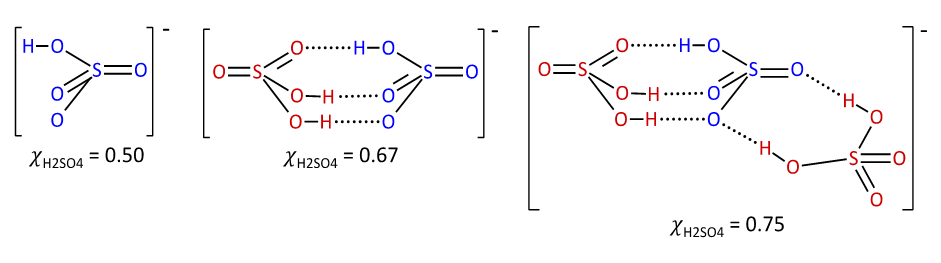 H-O
S=O
O
O
-
χH2SO4 = 0.50
O H-O
O=S S=O
O-H O
O-H O
-
χH2SO4 = 0.67
O H-O
O=S S=O
O-H O H
O-H O O
H
O S=O
O
-
χH2SO4 = 0.75